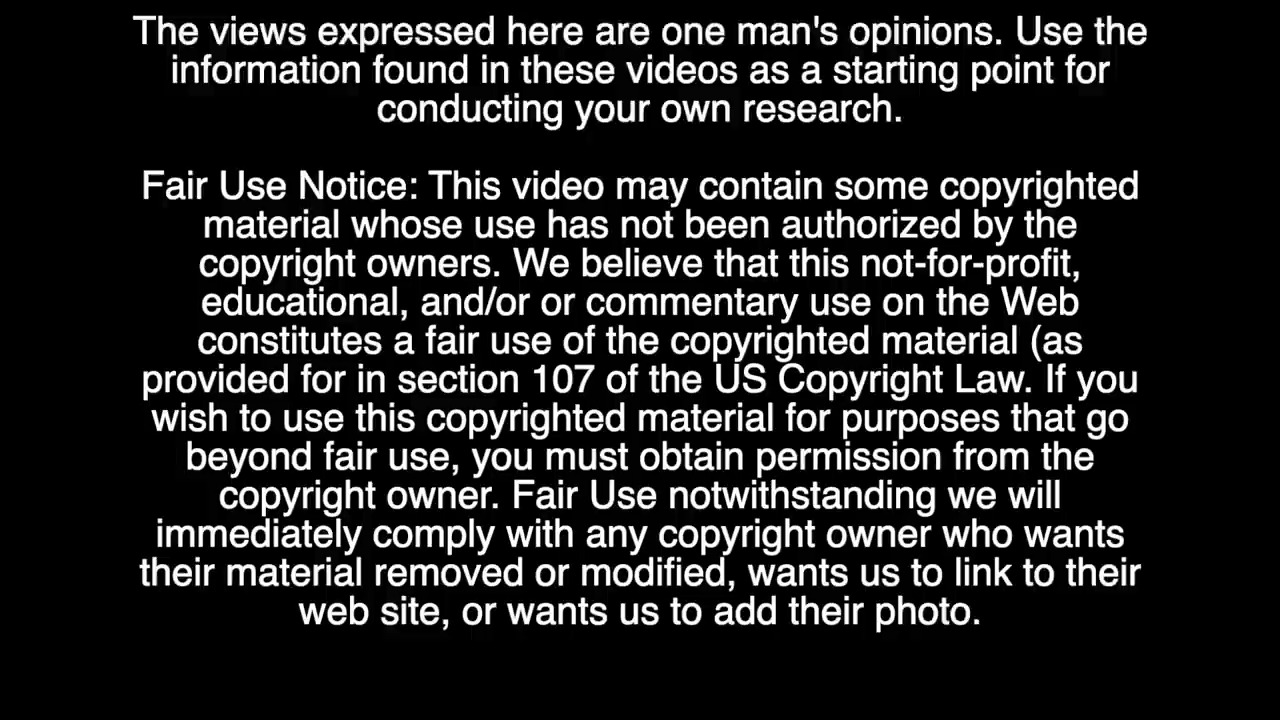 The views expressed here are one man's opinions. Use the
information found in these videos as a starting point for
conducting your own research.
Fair Use Notice: This video may contain some copyrighted
material whose use has not been authorized by the
copyright owners. We believe that this not-for-profit,
educational, and/or or commentary use on the Web
constitutes a fair use of the copyrighted material (as
provided for in section 107 of the US Copyright Law. If you
wish to use this copyrighted material for purposes that go
beyond fair use, you must obtain permission from the
copyright owner. Fair Use notwithstanding we will
immediately comply with any copyright owner who wants
their material removed or modified, wants us to link to their
web site, or wants us to add their photo.